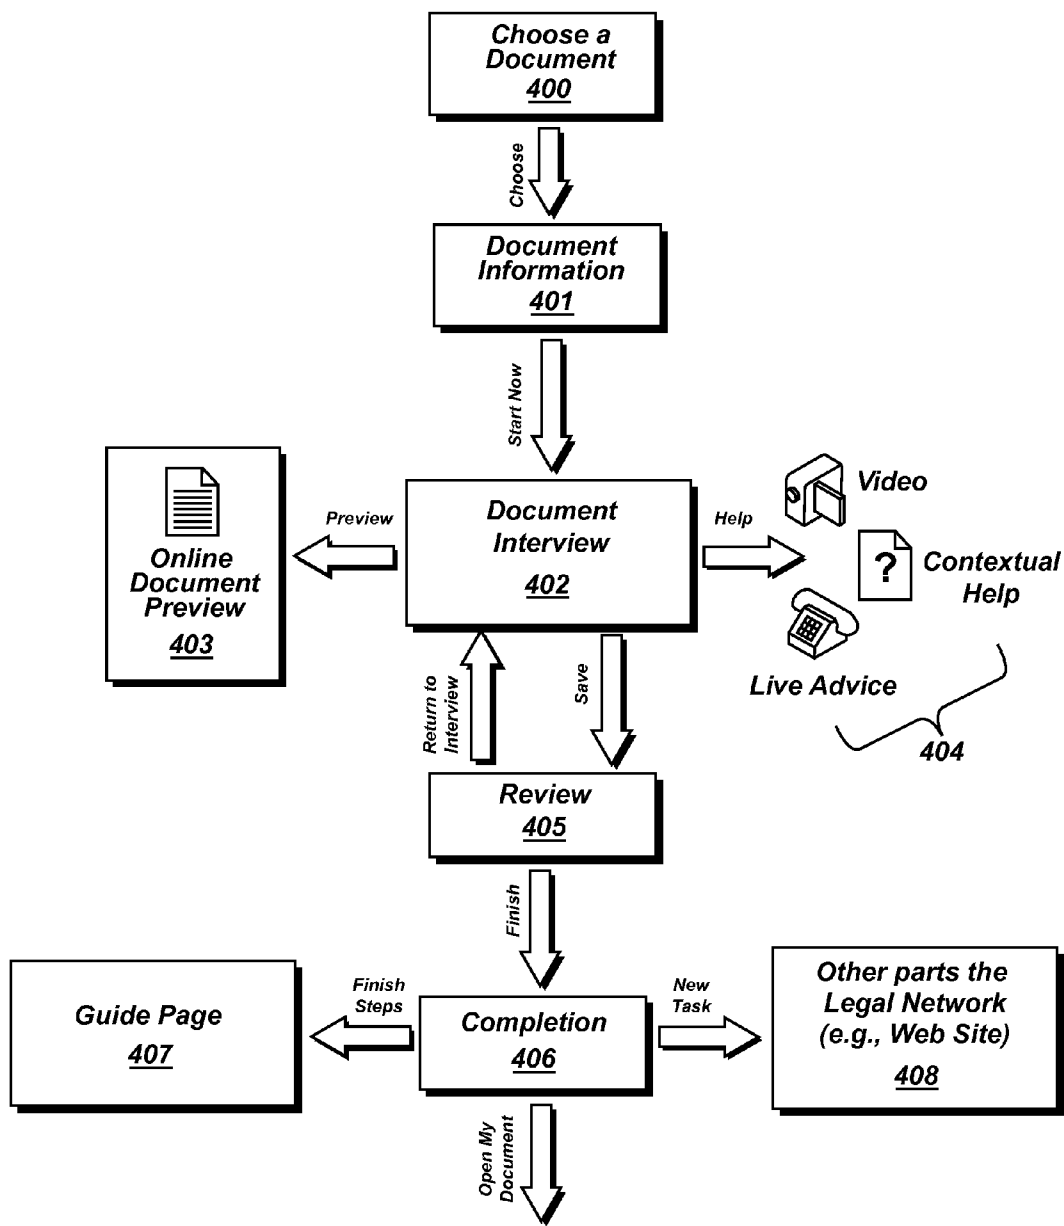 Choose a
Document
400
Choose
Document
Information
401
Start Now
Online
Document
Preview
403
Preview
Document
Interview
402
Help
Video
?
Contextual
Help
Live Advice
404
Return to
Interview
Save
Review
405
Finish
Guide Page
407
Finish
Steps
Completion
406
New
Task
Other parts the
Legal Network
(e.g., Web Site)
408
Open My
Document